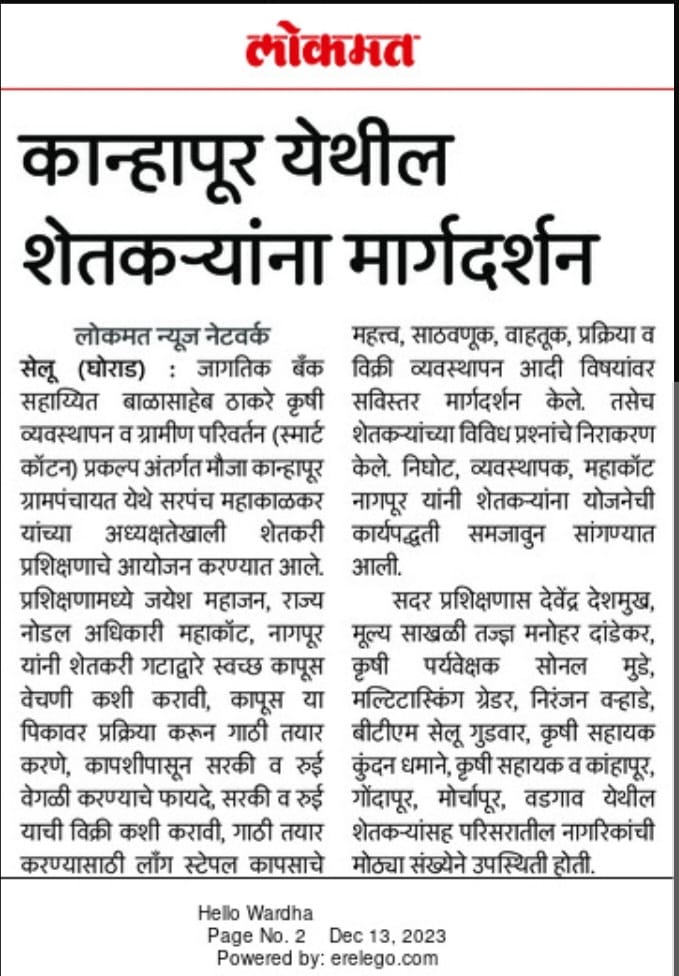 लोकमत
कान्हापूर येथील
शेतकऱ्यांना मार्गदर्शन
लोकमत न्यूज नेटवर्क
सेलू (घोराड) : जागतिक बँक
सहाय्यित बाळासाहेब ठाकरे कृषी
व्यवस्थापन व ग्रामीण परिवर्तन (स्मार्ट
कॉटन) प्रकल्प अंतर्गत मौजा कान्हापूर
ग्रामपंचायत येथे सरपंच महाकाळकर
यांच्या अध्यक्षतेखाली शेतकरी
प्रशिक्षणाचे आयोजन करण्यात आले.
प्रशिक्षणामध्ये जयेश महाजन, राज्य
नोडल अधिकारी महाकॉट, नागपूर
यांनी शेतकरी गटाद्वारे स्वच्छ कापूस
वेचणी कशी करावी, कापूस या
पिकावर प्रक्रिया करून गाठी तयार
करणे, कापशीपासून सरकी व रुई
वेगळी करण्याचे फायदे, सरकी व रुई
याची विक्री कशी करावी, गाठी तयार
करण्यासाठी लाँग स्टेपल कापसाचे
महत्त्व, साठवणूक, वाहतूक, प्रक्रिया व
विक्री व्यवस्थापन आदी विषयांवर
सविस्तर मार्गदर्शन केले. तसेच
शेतकऱ्यांच्या विविध प्रश्नांचे निराकरण
केले. निघोट, व्यवस्थापक, महाकॉट
नागपूर यांनी शेतकऱ्यांना योजनेची
कार्यपद्धती समजावुन सांगण्यात
आली.
सदर प्रशिक्षणास देवेंद्र देशमुख,
मूल्य साखळी तज्ज्ञ मनोहर दांडेकर,
कृषी पर्यवेक्षक सोनल मुडे,
मल्टिटास्किंग ग्रेडर, निरंजन वऱ्हाडे,
बीटीएम सेलू गुडवार, कृषी सहायक
कुंदन धमाने, कृषी सहायक व कांहापूर,
गोंदापूर, मोर्चापूर, वडगाव येथील
शेतकऱ्यांसह परिसरातील नागरिकांची
मोठ्या संख्येने उपस्थिती होती.
Hello Wardha
Page No. 2 Dec 13, 2023
Powered by: erelego.com